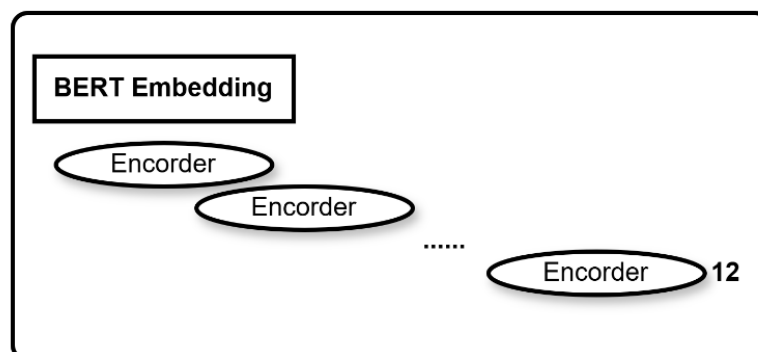 BERT Embedding
Encorder
Encorder
......
Encorder 12